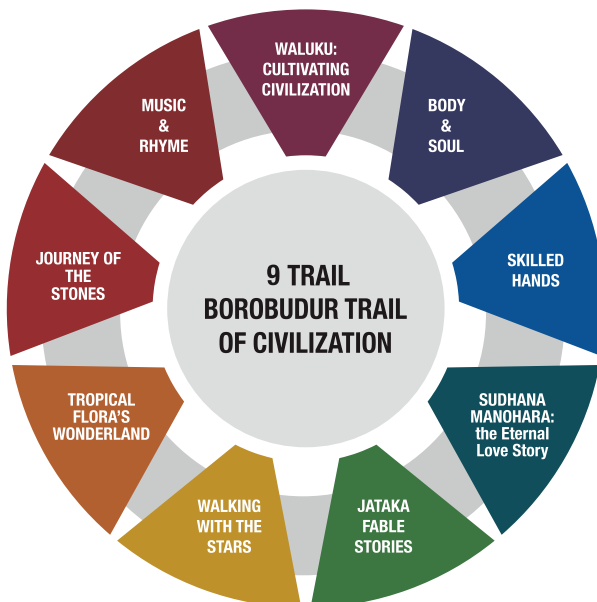 WALUKU:
CULTIVATING
CIVILIZATION
BODY
&
SOUL
SKILLED
HANDS
SUDHANA
MANOHARA:
the Eternal
Love Story
JATAKA
FABLE
STORIES
WALKING
WITH THE
STARS
TROPICAL
FLORA'S
WONDERLAND
JOURNEY OF
THE
STONES
MUSIC
&
RHYME
9 TRAIL
BOROBUDUR TRAIL
OF CIVILIZATION